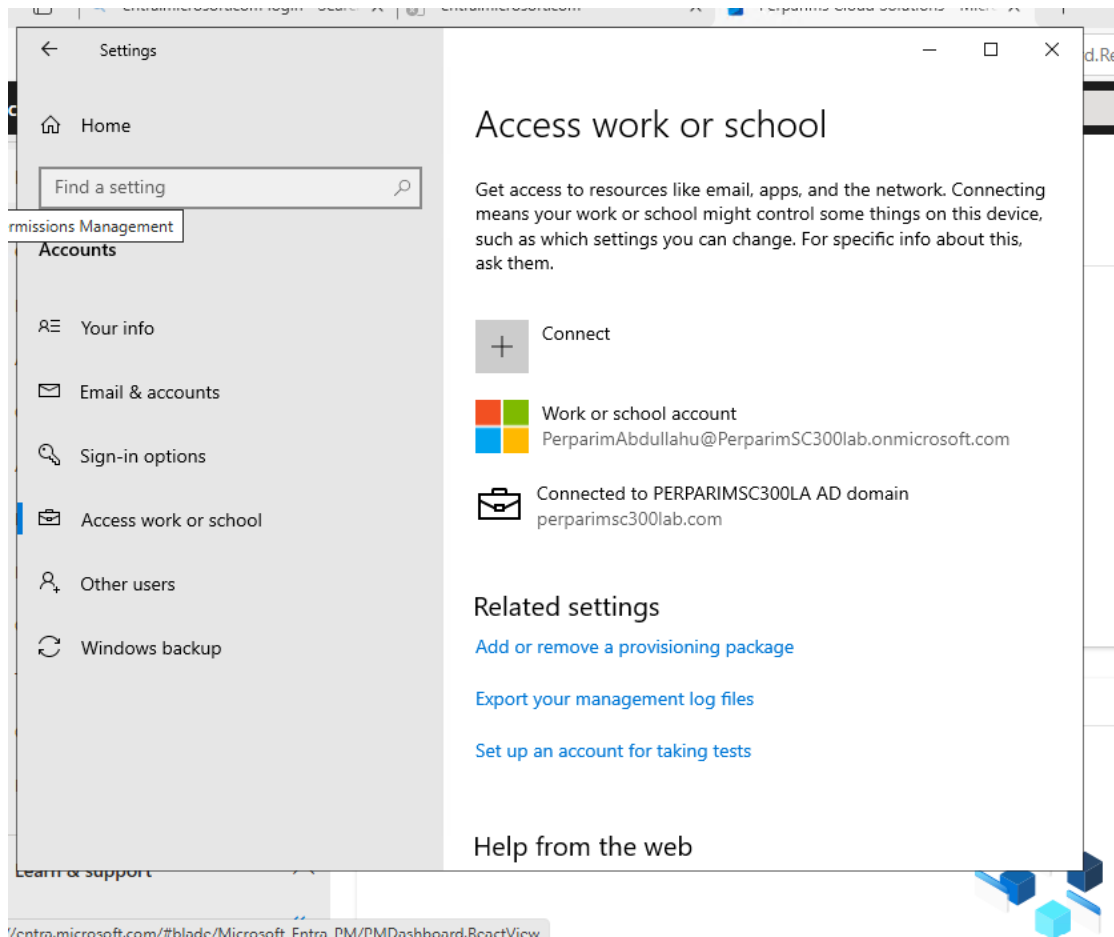 Settings
Home
Find a setting
rmissions Management
Accounts
Your info
Email & accounts
Sign-in options
Access work or school
Other users
Windows backup
Access work or school
Get access to resources like email, apps, and the network. Connecting
means your work or school might control some things on this device,
such as which settings you can change. For specific info about this,
ask them.
Connect
Work or school account
PerparimAbdullahu@PerparimSC300lab.onmicrosoft.com
Connected to PERPARIMSC300LA AD domain
perparimsc300lab.com
Related settings
Add or remove a provisioning package
Export your management log files
Set up an account for taking tests
Help from the web
d.Re
Learn & support
//entra.microsoft.com/#blade/Microsoft_Entra_PM/PMDashboard.ReactView